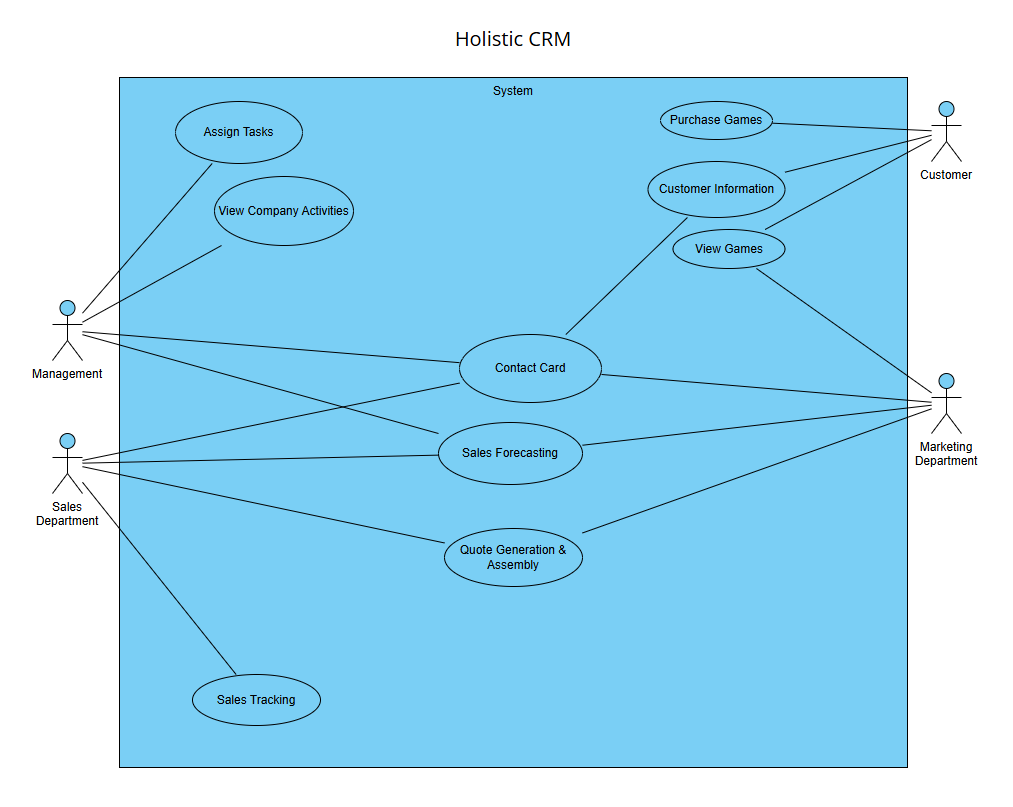 Holistic CRM
System
Assign Tasks
Purchase Games
Customer
Customer Information
View Company Activities
View Games
Management
Contact Card
Marketing
Department
Sales Forecasting
Sales
Department
Quote Generation &
Assembly
Sales Tracking